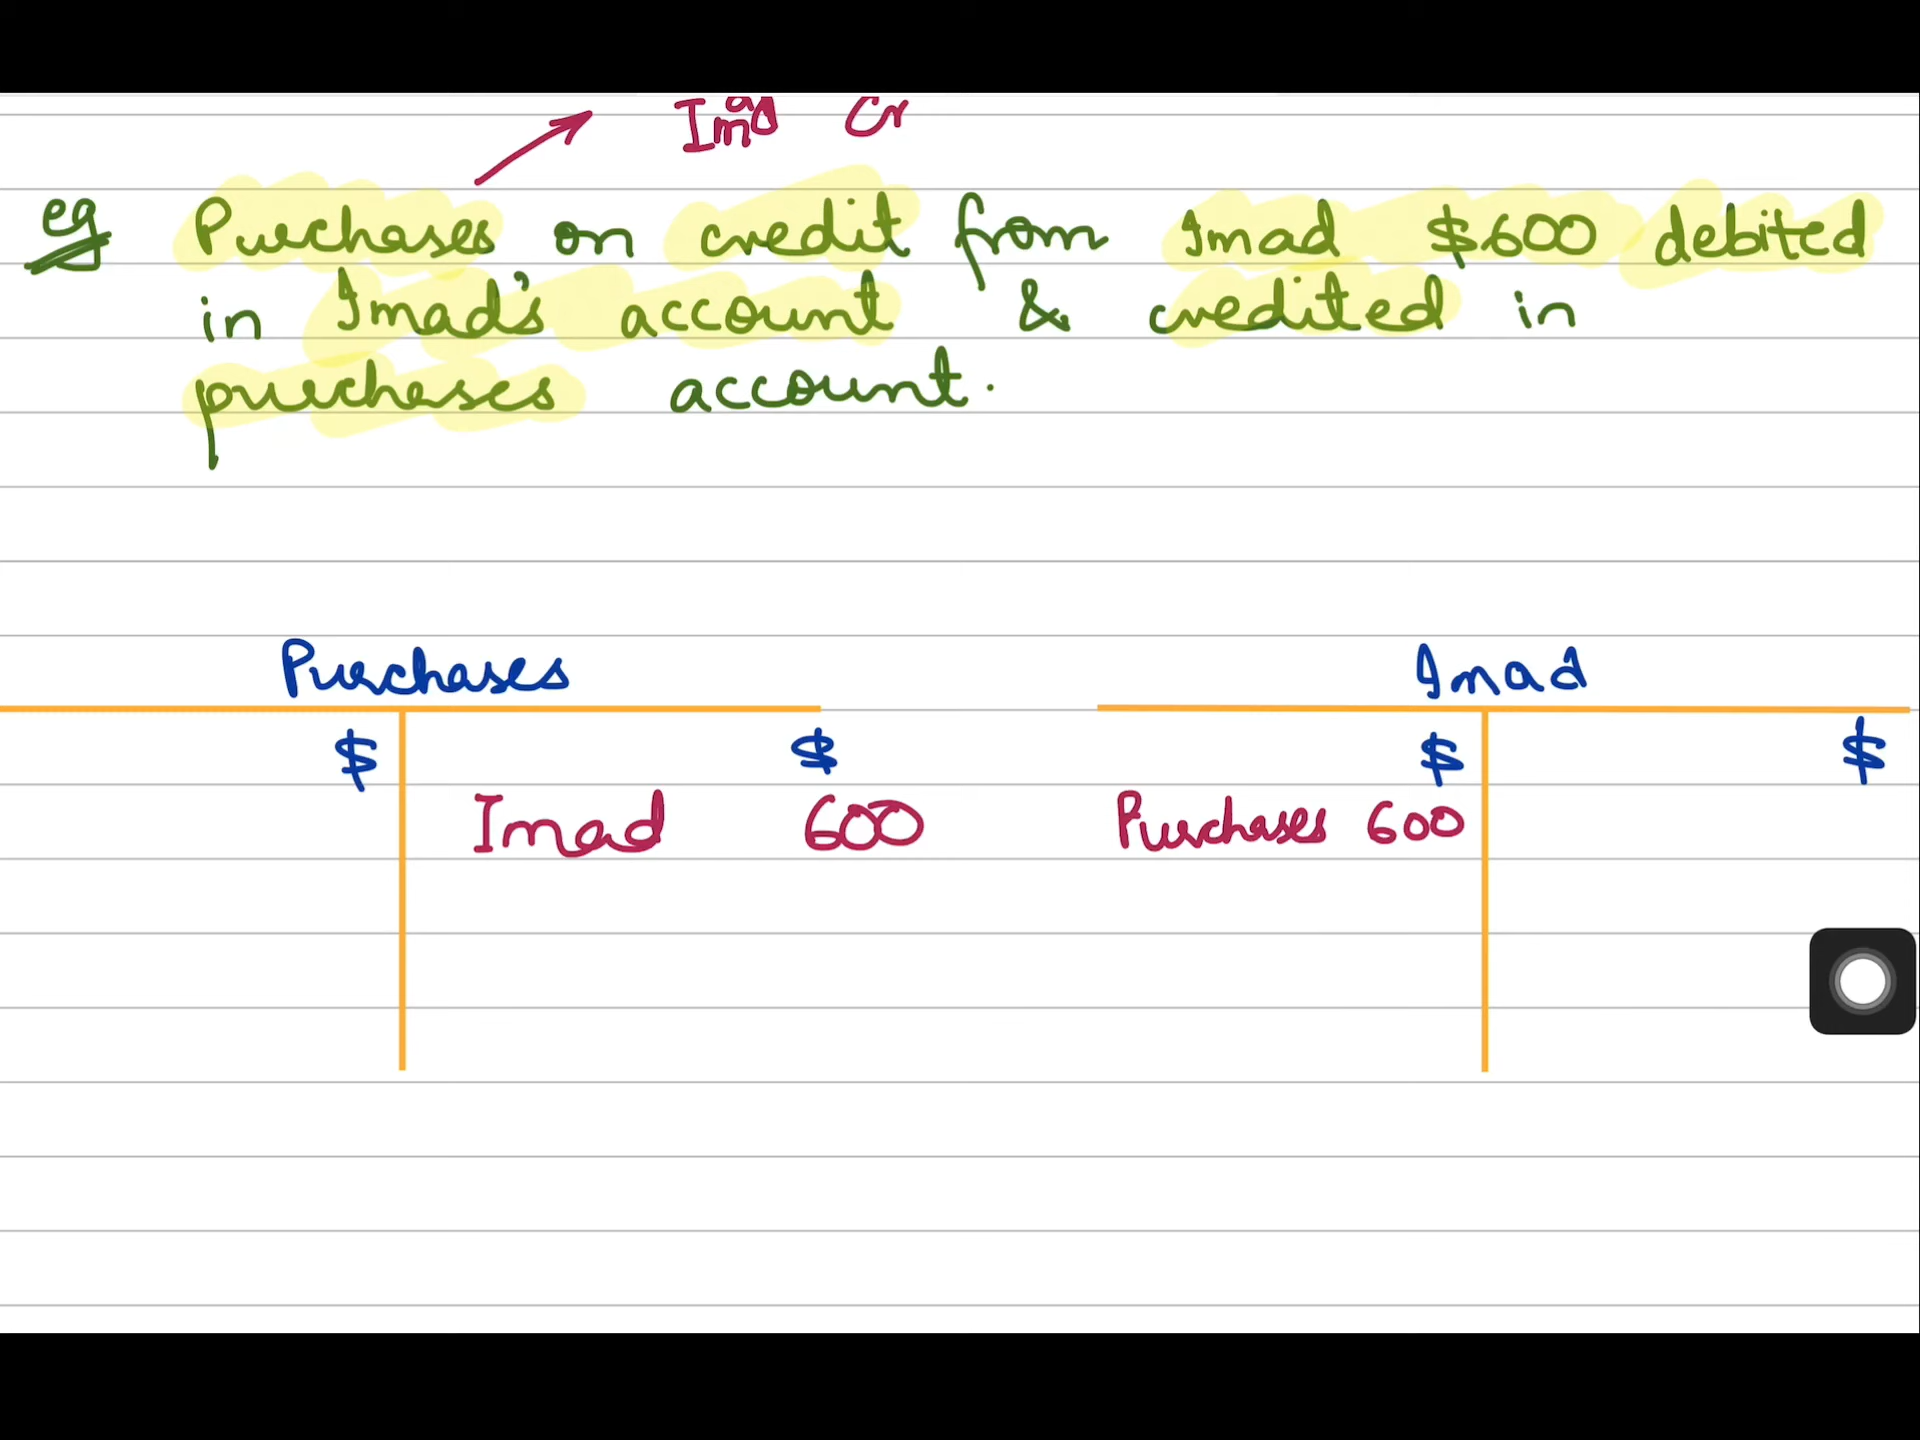 Imad Cr
eg Purchases on credit from Imad $600 debited
in Imad's account & credited in
purchases account.
Purchases Imad
$ $ $ $
Imad 600 Purchases 600